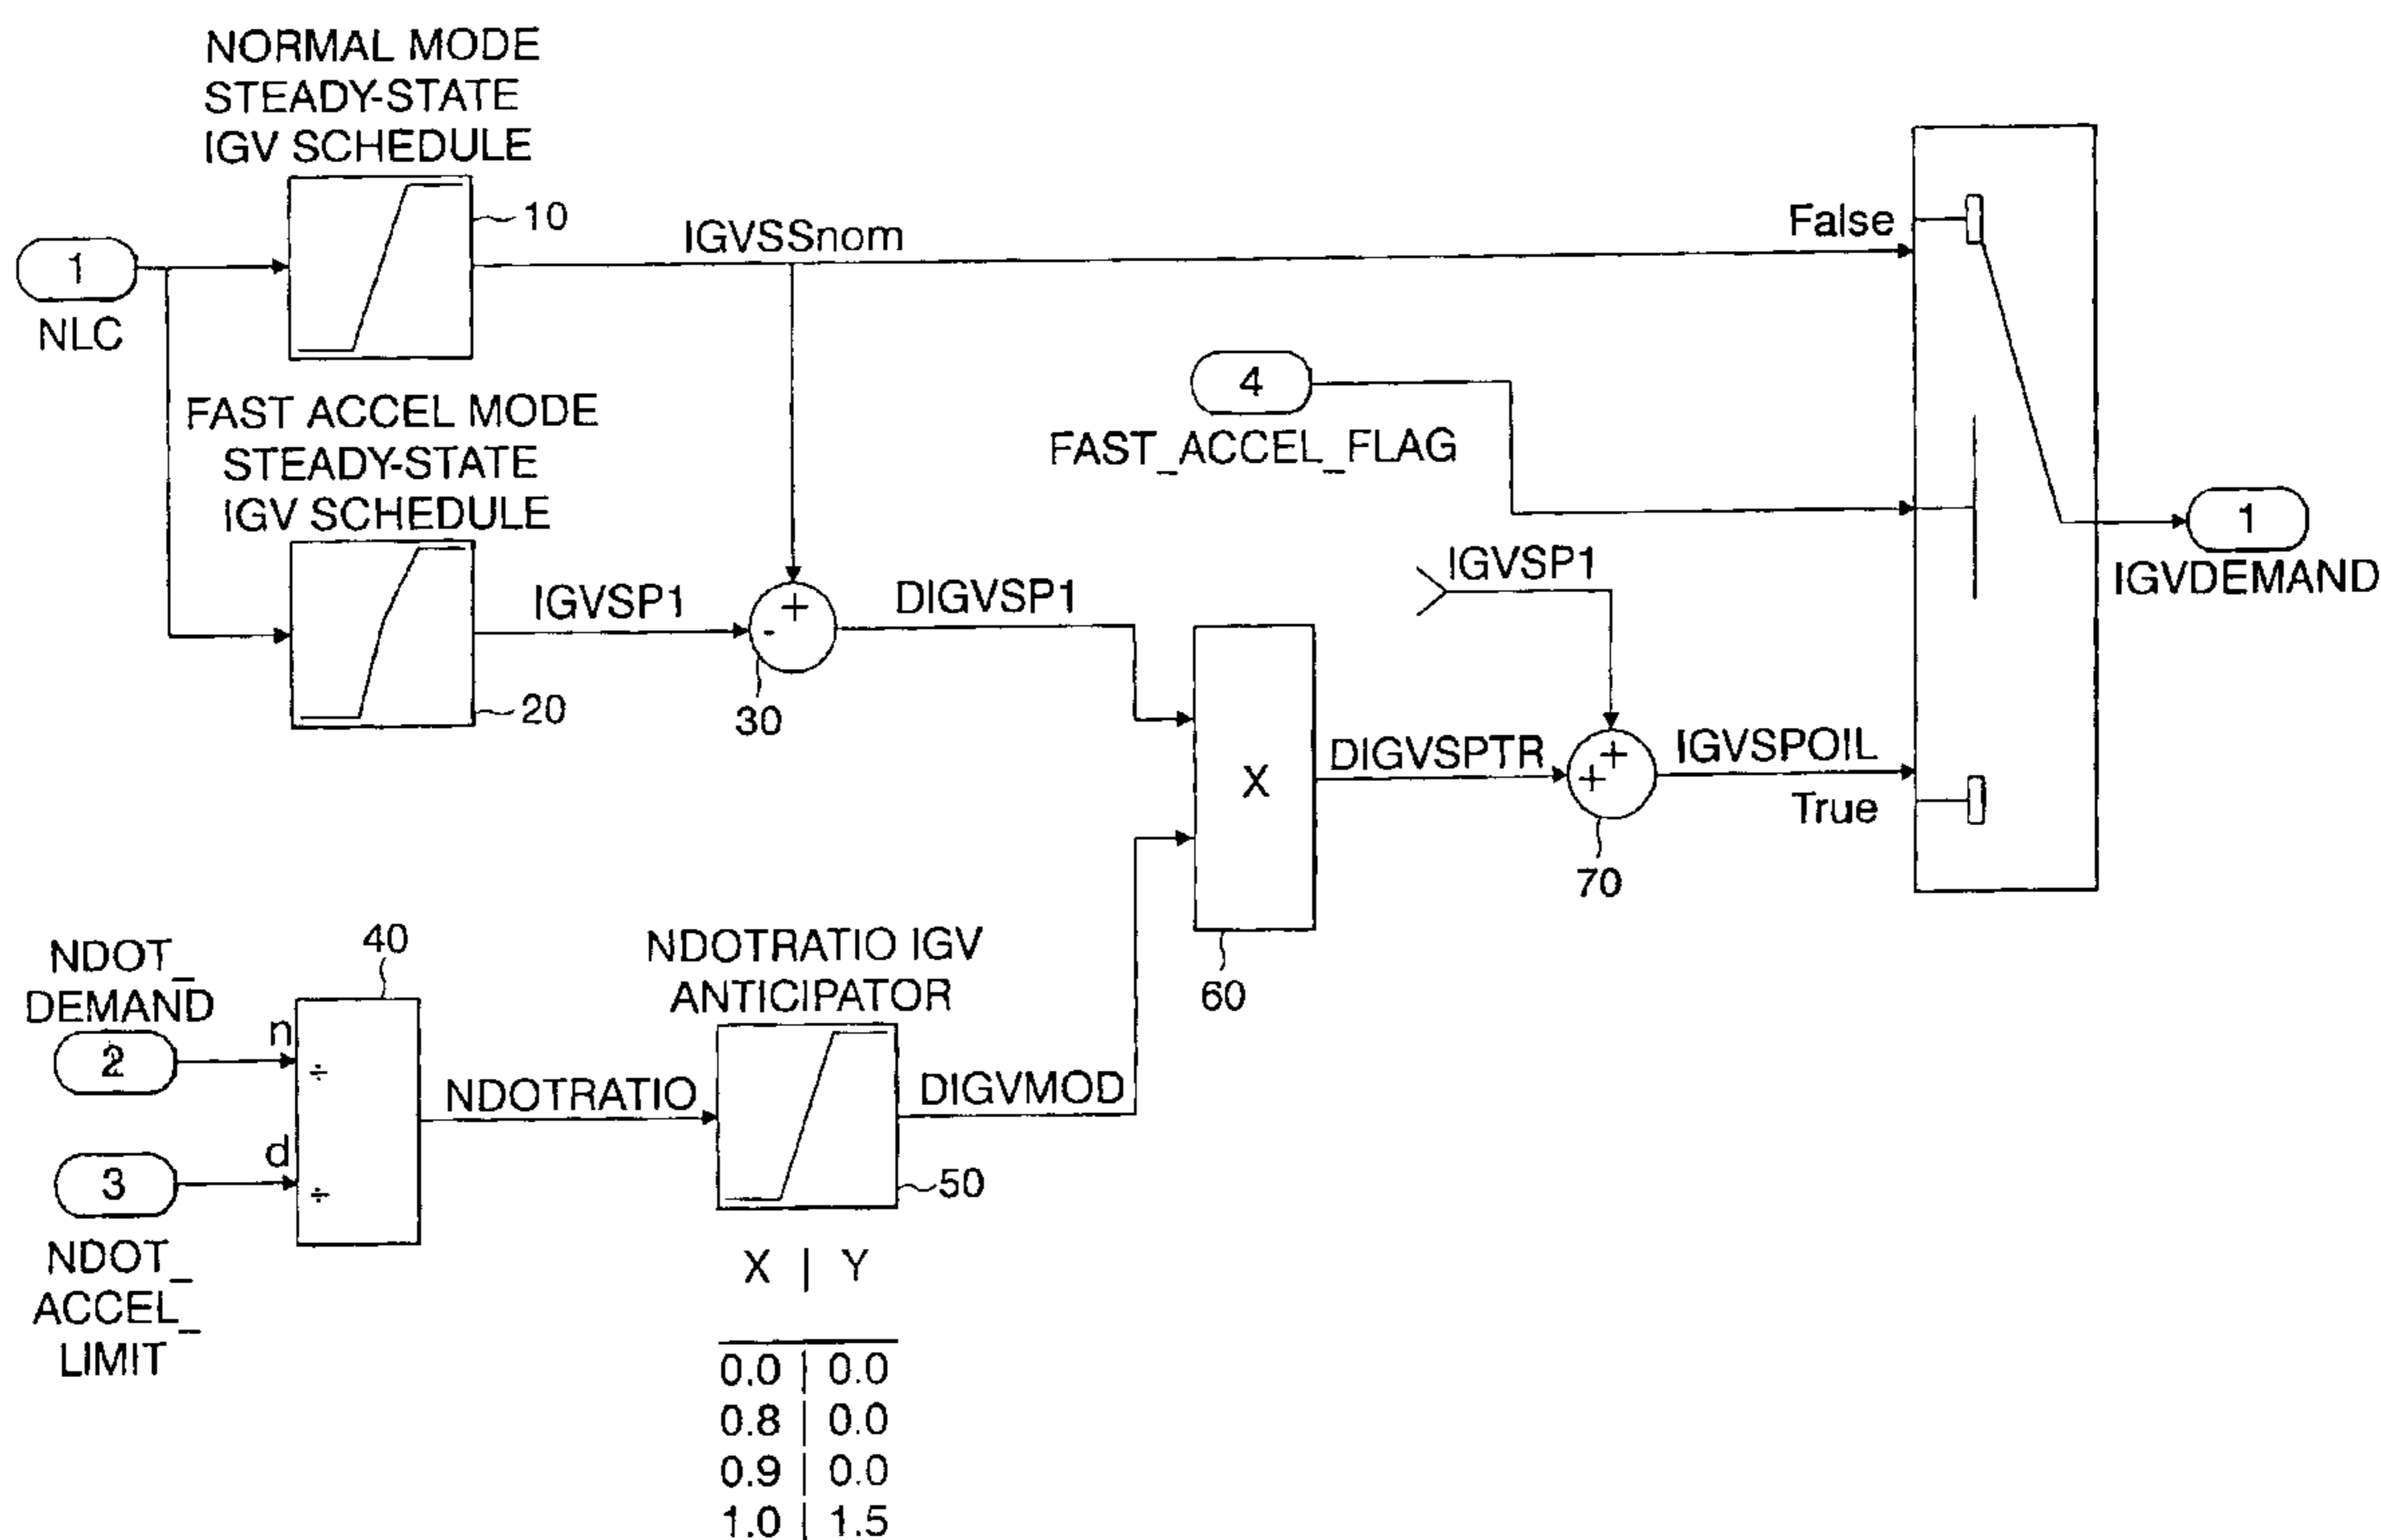 NORMAL MODE
STEADY-STATE
IGV SCHEDULE
10
1
NLC
IGVSSnom
False
4
FAST_ACCEL_FLAG
FAST ACCEL MODE
STEADY-STATE
IGV SCHEDULE
20
IGVSP1
+
-
30
DIGVSP1
IGVSP1
1
IGVDEMAND
X
60
DIGVSPTR
+
+
70
IGVSPOIL
True
NDOT_
DEMAND
2
n
÷
40
3
d
÷
NDOT_
ACCEL_
LIMIT
NDOTRATIO
NDOTRATIO IGV
ANTICIPATOR
50
DIGVMOD
X | Y
0.0 | 0.0
0.8 | 0.0
0.9 | 0.0
1.0 | 1.5